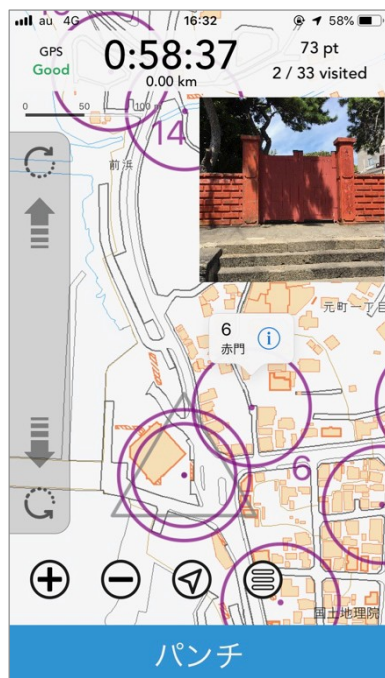 au 4G 16:32 58%
GPS
Good
0:58:37
0.00 km
73 pt
2 / 33 visited
0 50 100 m
14
前浜
元町一丁目
6
赤門
6
国土地理院
パンチ